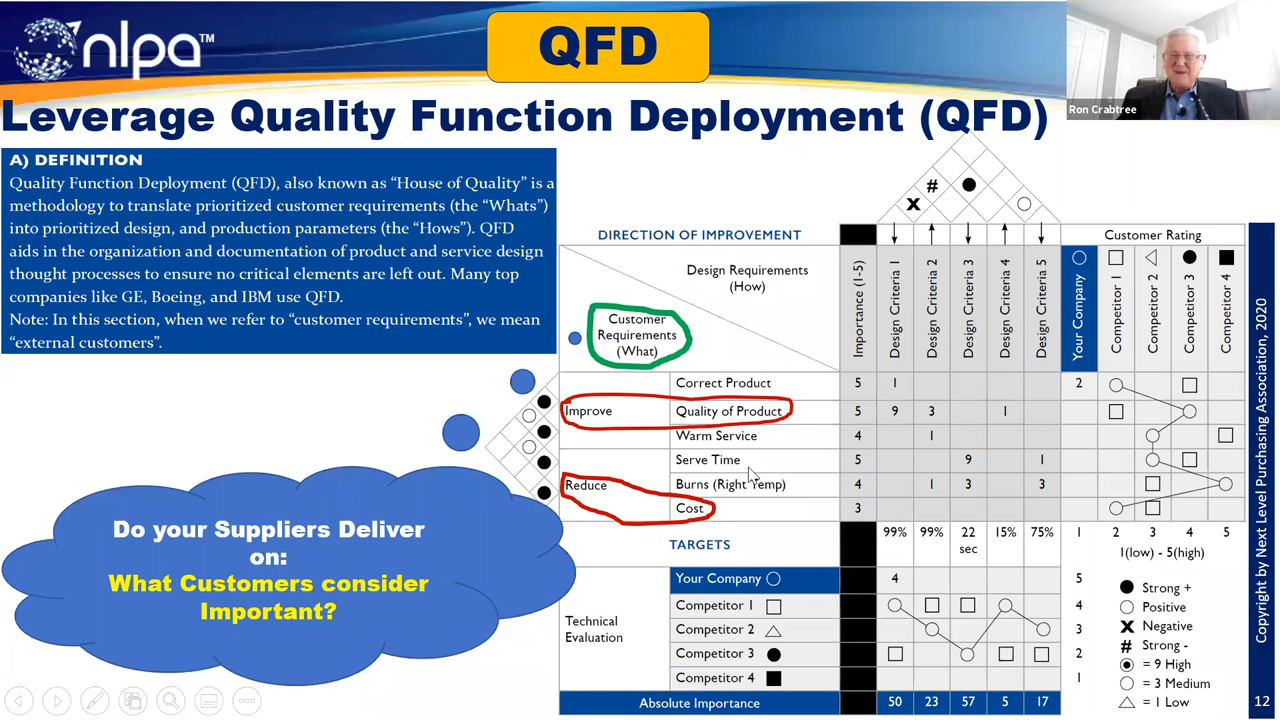 nlpa™
QFD
Ron Crabtree
Leverage Quality Function Deployment (QFD)
A) DEFINITION
Quality Function Deployment (QFD), also known as “House of Quality” is a
methodology to translate prioritized customer requirements (the “Whats”)
into prioritized design, and production parameters (the “Hows”). QFD
aids in the organization and documentation of product and service design
thought processes to ensure no critical elements are left out. Many top
companies like GE, Boeing, and IBM use QFD.
Note: In this section, when we refer to “customer requirements”, we mean
“external customers”.
Do your Suppliers Deliver
on:
What Customers consider
Important?
#
X
DIRECTION OF IMPROVEMENT
Customer Rating
Design Requirements
(How)
Customer
Requirements
(What)
Importance (1-5)
Design Criteria 1
Design Criteria 2
Design Criteria 3
Design Criteria 4
Design Criteria 5
Your Company
Competitor 1
Competitor 2
Competitor 3
Competitor 4
Correct Product 5 1 2
Improve Quality of Product 5 9 3 1
Warm Service 4 1
Serve Time 5 9 1
Reduce Burns (Right Temp) 4 1 3 3
Cost 3
TARGETS 99% 99% 22 sec 15% 75% 1 2 3 4 5
1(low) - 5(high)
Your Company 4 5
Competitor 1 4
Technical
Evaluation
Competitor 2 3
Competitor 3 2
Competitor 4 1
Absolute Importance 50 23 57 5 17
Strong +
Positive
X Negative
# Strong -
= 9 High
= 3 Medium
= 1 Low
Copyright by Next Level Purchasing Association, 2020
12